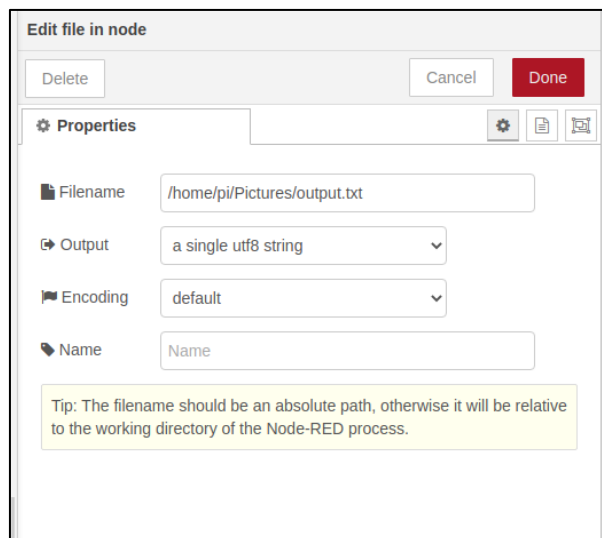 Edit file in node
Delete
Cancel
Done
Properties
Filename
/home/pi/Pictures/output.txt
Output
a single utf8 string
Encoding
default
Name
Name
Tip: The filename should be an absolute path, otherwise it will be relative
to the working directory of the Node-RED process.